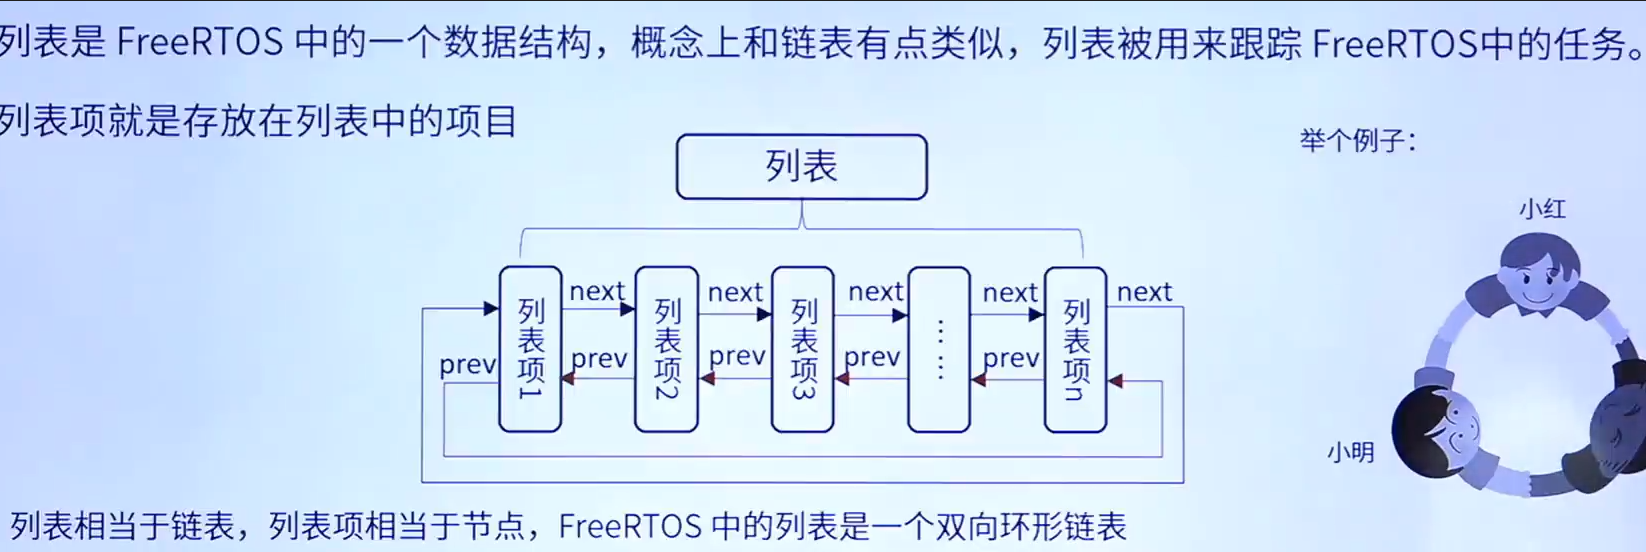 列表是 FreeRTOS 中的一个数据结构，概念上和链表有点类似，列表被用来跟踪 FreeRTOS中的任务。
列表项就是存放在列表中的项目
举个例子：
列表
小红
next next next next next
列表项1 列表项2 列表项3 …… 列表项n
prev prev prev prev prev
小明
列表相当于链表，列表项相当于节点，FreeRTOS 中的列表是一个双向环形链表